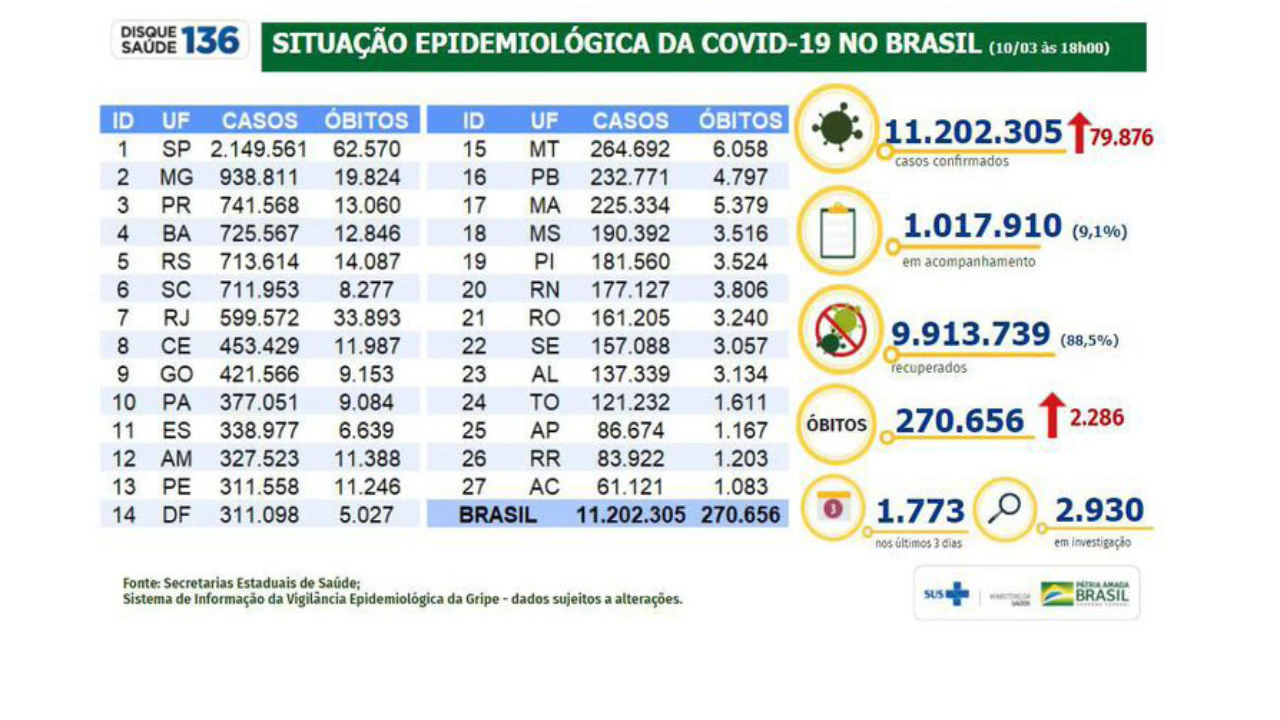 DISQUE
SAÚDE 136
SITUAÇÃO EPIDEMIOLÓGICA DA COVID-19 NO BRASIL (10/03 às 18h00)
ID UF CASOS ÓBITOS ID UF CASOS ÓBITOS
1 SP 2.149.561 62.570 15 MT 264.692 6.058
2 MG 938.811 19.824 16 PB 232.771 4.797
3 PR 741.568 13.060 17 MA 225.334 5.379
4 BA 725.567 12.846 18 MS 190.392 3.516
5 RS 713.614 14.087 19 PI 181.560 3.524
6 SC 711.953 8.277 20 RN 177.127 3.806
7 RJ 599.572 33.893 21 RO 161.205 3.240
8 CE 453.429 11.987 22 SE 157.088 3.057
9 GO 421.566 9.153 23 AL 137.339 3.134
10 PA 377.051 9.084 24 TO 121.232 1.611
11 ES 338.977 6.639 25 AP 86.674 1.167
12 AM 327.523 11.388 26 RR 83.922 1.203
13 PE 311.558 11.246 27 AC 61.121 1.083
14 DF 311.098 5.027 BRASIL 11.202.305 270.656
11.202.305 79.876
casos confirmados
1.017.910 (9,1%)
em acompanhamento
9.913.739 (88,5%)
recuperados
ÓBITOS 270.656 2.286
3 1.773 2.930
nos últimos 3 dias em investigação
Fonte: Secretarias Estaduais de Saúde;
Sistema de Informação da Vigilância Epidemiológica da Gripe - dados sujeitos a alterações.
SUS
MINISTÉRIO DA
SAÚDE
PÁTRIA AMADA
BRASIL
GOVERNO FEDERAL